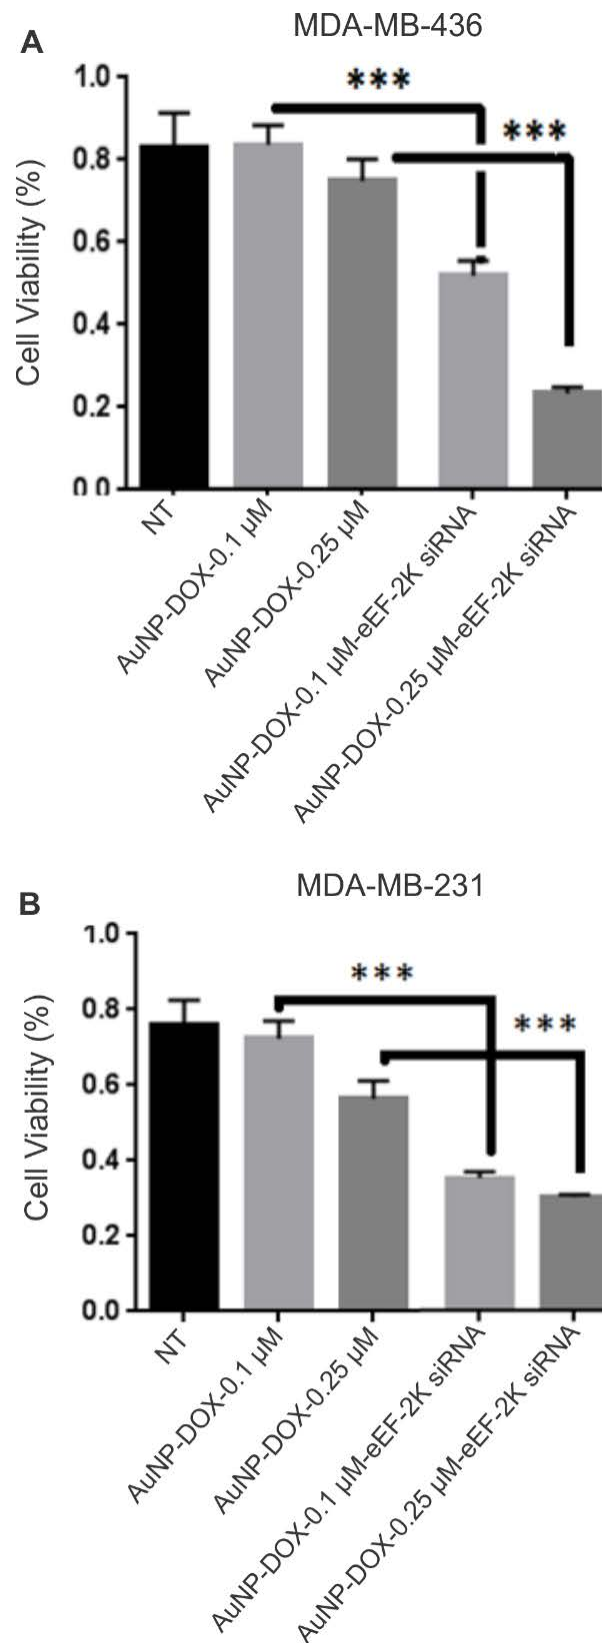 A
MDA-MB-436
Cell Viability (%)
1.0
0.8
0.6
0.4
0.2
0.0
***
***
NT
AuNP-DOX-0.1 µM
AuNP-DOX-0.25 µM
AuNP-DOX-0.1 µM-eEF-2K siRNA
AuNP-DOX-0.25 µM-eEF-2K siRNA
B
MDA-MB-231
Cell Viability (%)
1.0
0.8
0.6
0.4
0.2
0.0
***
***
NT
AuNP-DOX-0.1 µM
AuNP-DOX-0.25 µM
AuNP-DOX-0.1 µM-eEF-2K siRNA
AuNP-DOX-0.25 µM-eEF-2K siRNA